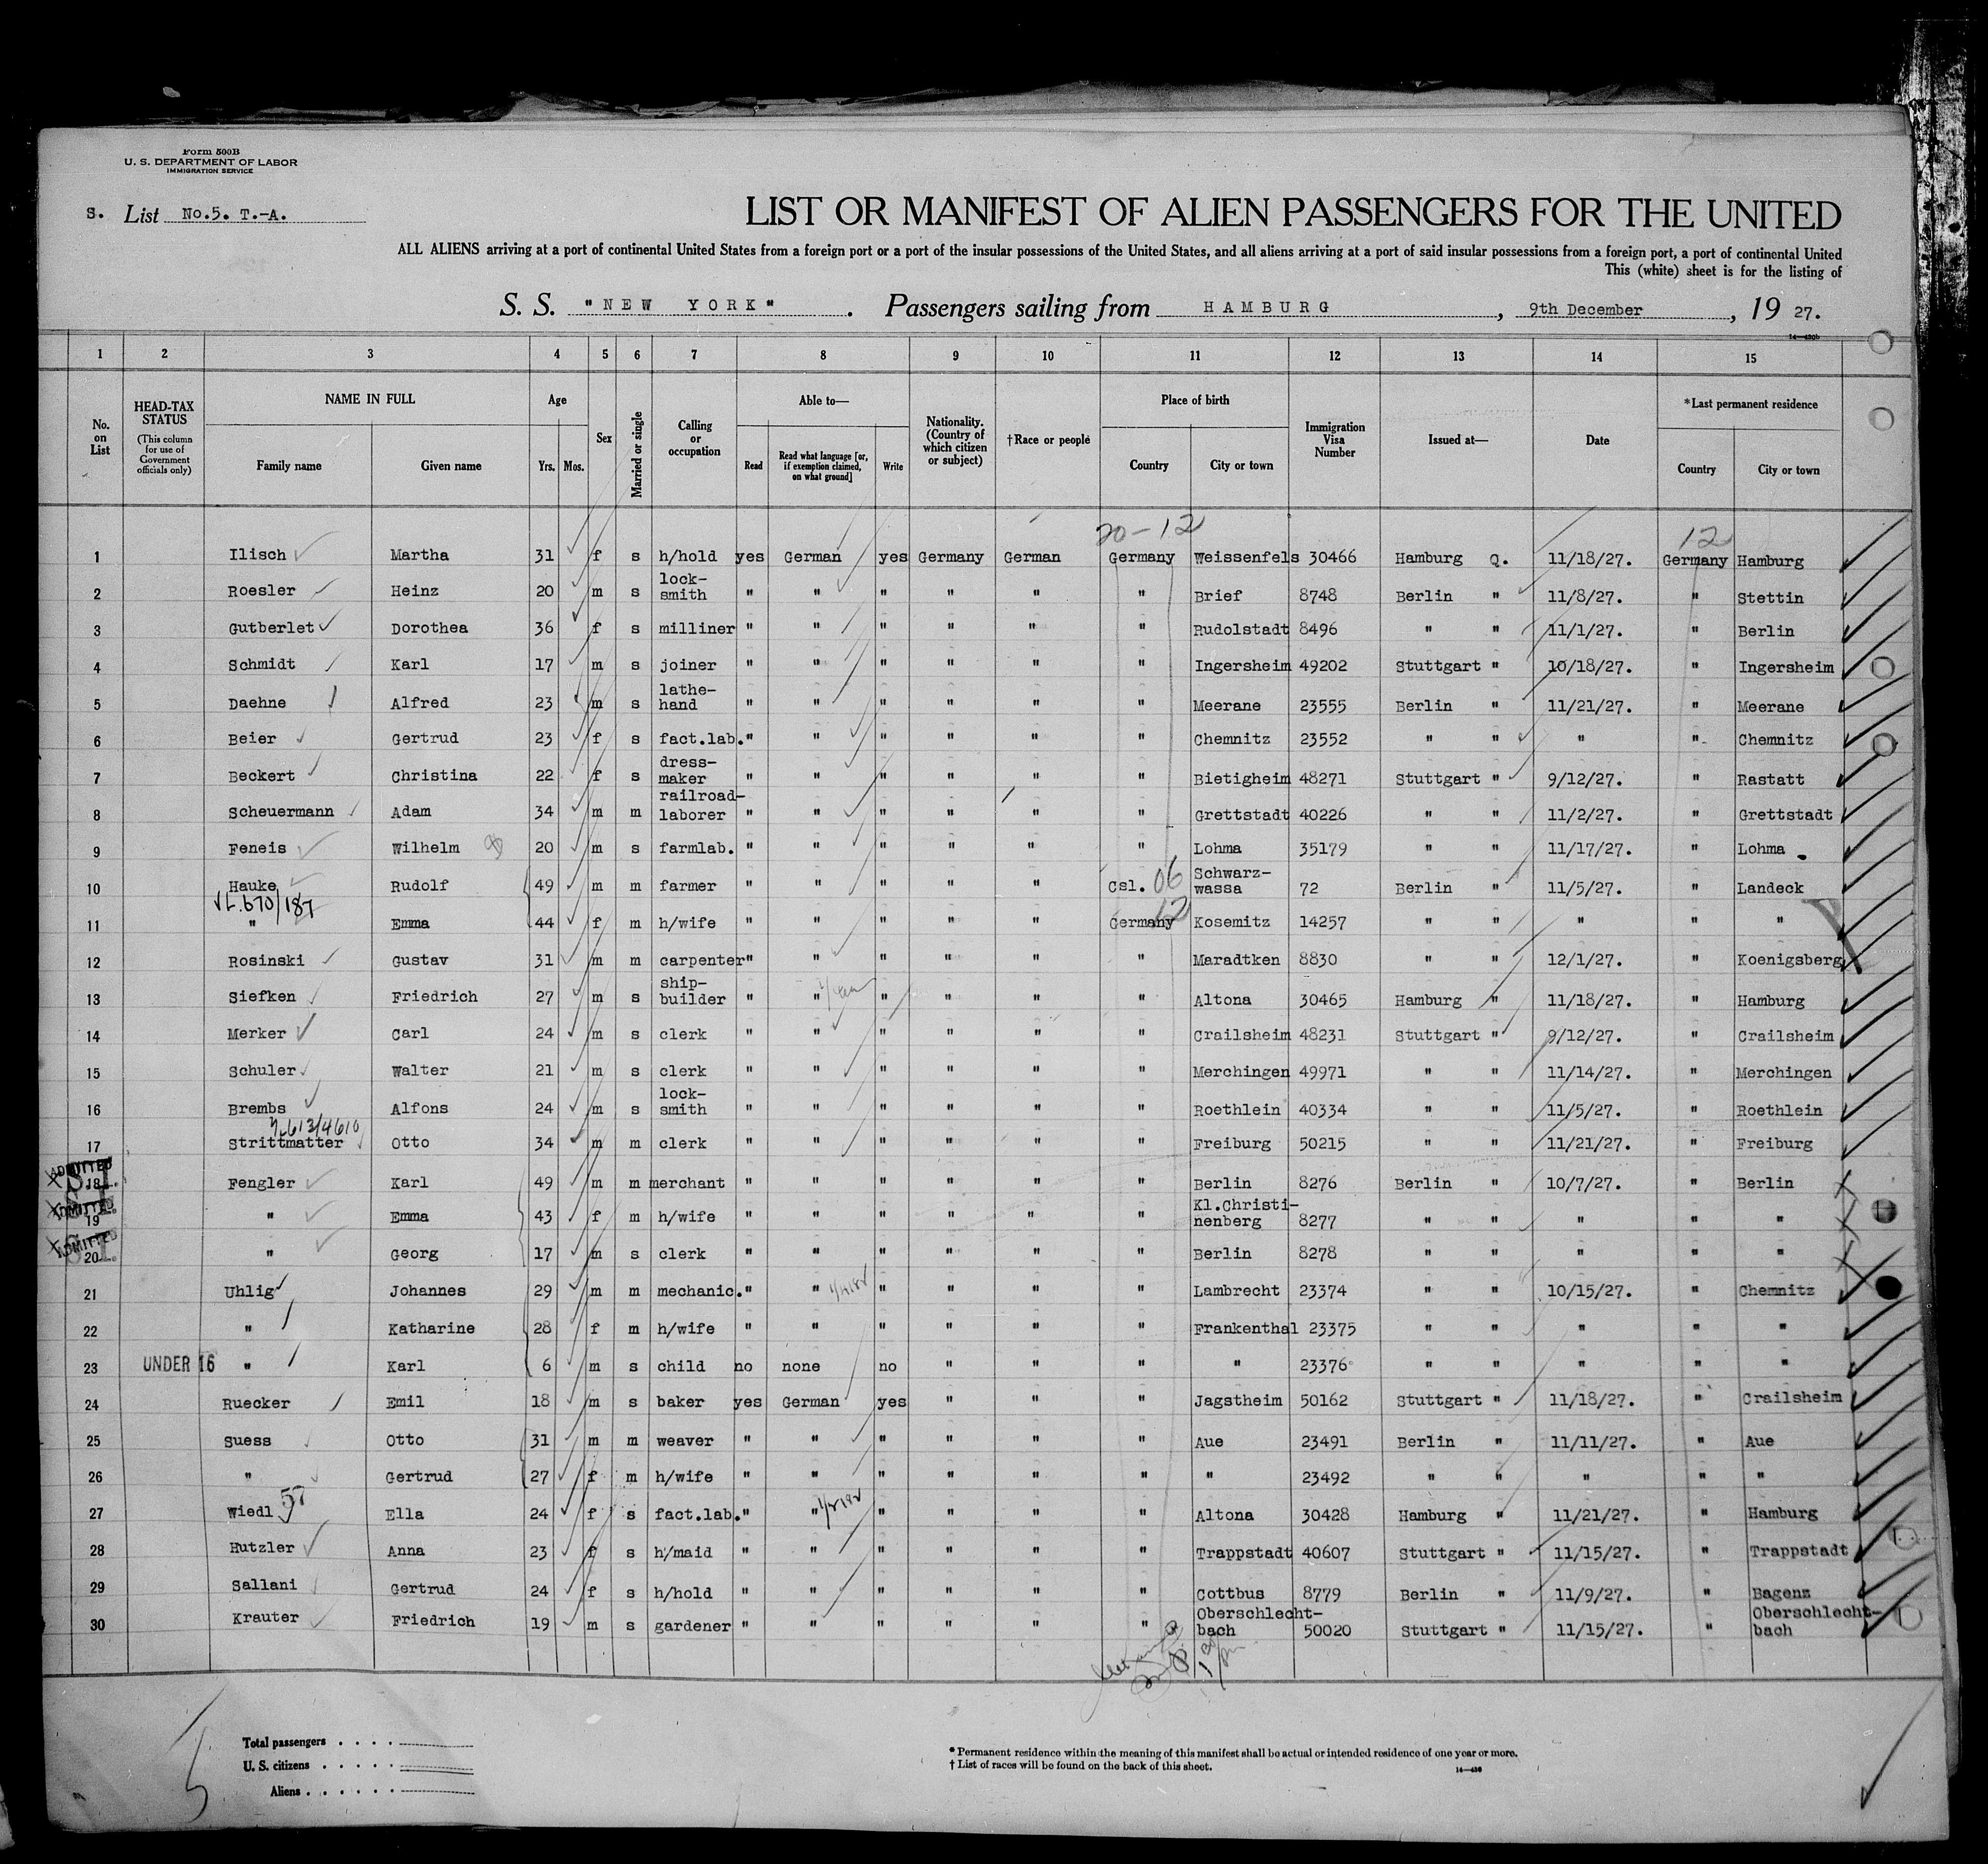 Form 500B
U. S. DEPARTMENT OF LABOR
IMMIGRATION SERVICE
S. List No.5. T.-A.
LIST OR MANIFEST OF ALIEN PASSENGERS FOR THE UNITED
ALL ALIENS arriving at a port of continental United States from a foreign port or a port of the insular possessions of the United States, and all aliens arriving at a port of said insular possessions from a foreign port, a port of continental United
This (white) sheet is for the listing of
S. S. "NEW YORK". Passengers sailing from HAMBURG, 9th December, 19 27.
14—430b
1 2 3 4 5 6 7 8 9 10 11 12 13 14 15
No. on List
HEAD-TAX STATUS (This column for use of Government officials only)
NAME IN FULL
Family name Given name
Age
Yrs. Mos.
Sex
Married or single
Calling or occupation
Able to—
Read
Read what language [or, if exemption claimed, on what ground]
Write
Nationality. (Country of which citizen or subject)
†Race or people
Place of birth
Country City or town
Immigration Visa Number
Issued at—
Date
*Last permanent residence
Country City or town
20-12 12
1 Ilisch Martha 31 f s h/hold yes German yes Germany German Germany Weissenfels 30466 Hamburg Q. 11/18/27. Germany Hamburg
2 Roesler Heinz 20 m s lock-smith " " " " " " Brief 8748 Berlin " 11/8/27. " Stettin
3 Gutberlet Dorothea 36 f s milliner " " " " " " Rudolstadt 8496 " " 11/1/27. " Berlin
4 Schmidt Karl 17 m s joiner " " " " " " Ingersheim 49202 Stuttgart " 10/18/27. " Ingersheim
5 Daehne Alfred 23 m s lathe-hand " " " " " " Meerane 23555 Berlin " 11/21/27. " Meerane
6 Beier Gertrud 23 f s fact.lab. " " " " " " Chemnitz 23552 " " " " Chemnitz
7 Beckert Christina 22 f s dress-maker " " " " " " Bietigheim 48271 Stuttgart " 9/12/27. " Rastatt
8 Scheuermann Adam 34 m m railroad-laborer " " " " " " Grettstadt 40226 " " 11/2/27. " Grettstadt
9 Feneis Wilhelm 20 m s farmlab. " " " " " " Lohma 35179 " " 11/17/27. " Lohma
10 Hauke Rudolf 49 m m farmer " " " " " Csl. 06 Schwarz-wassa 72 Berlin " 11/5/27. " Landeck
VL.670/187 12
11 " Emma 44 f m h/wife " " " " " Germany Kosemitz 14257 " " " " "
12 Rosinski Gustav 31 m m carpenter " " " " " " Maradtken 8830 " " 12/1/27. " Koenigsberg
13 Siefken Friedrich 27 m s ship-builder " " " " " " Altona 30465 Hamburg " 11/18/27. " Hamburg
14 Merker Carl 24 m s clerk " " " " " " Crailsheim 48231 Stuttgart " 9/12/27. " Crailsheim
15 Schuler Walter 21 m s clerk " " " " " " Merchingen 49971 " " 11/14/27. " Merchingen
16 Brembs Alfons 24 m s lock-smith " " " " " " Roethlein 40334 " " 11/5/27. " Roethlein
17 Strittmatter Otto 34 m m clerk " " " " " " Freiburg 50215 " " 11/21/27. " Freiburg
ADMITTED S.I.
18 Fengler Karl 49 m m merchant " " " " " " Berlin 8276 Berlin " 10/7/27. " Berlin
ADMITTED S.I.
19 " Emma 43 f m h/wife " " " " " " Kl.Christi-nenberg 8277 " " " " "
ADMITTED S.I.
20 " Georg 17 m s clerk " " " " " " Berlin 8278 " " " " "
21 Uhlig Johannes 29 m m mechanic. " " " " " " Lambrecht 23374 " " 10/15/27. " Chemnitz
22 " Katharine 28 f m h/wife " " " " " " Frankenthal 23375 " " " " "
23 UNDER 16 " Karl 6 m s child no none no " " " " 23376 " " " " "
24 Ruecker Emil 18 m s baker yes German yes " " " Jagstheim 50162 Stuttgart " 11/18/27. " Crailsheim
25 Suess Otto 31 m m weaver " " " " " " Aue 23491 Berlin " 11/11/27. " Aue
26 " Gertrud 27 f m h/wife " " " " " " " 23492 " " " " "
27 Wiedl 57 Ella 24 f s fact.lab. " " " " " " Altona 30428 Hamburg " 11/21/27. " Hamburg
28 Hutzler Anna 23 f s h/maid " " " " " " Trappstadt 40607 Stuttgart " 11/15/27. " Trappstadt
29 Sallani Gertrud 24 f s h/hold " " " " " " Cottbus 8779 Berlin " 11/9/27. " Bagenz
30 Krauter Friedrich 19 m s gardener " " " " " " Oberschlecht-bach 50020 Stuttgart " 11/15/27. " Oberschlecht-bach
5
Total passengers
U. S. citizens
Aliens
* Permanent residence within the meaning of this manifest shall be actual or intended residence of one year or more.
† List of races will be found on the back of this sheet.
14—430